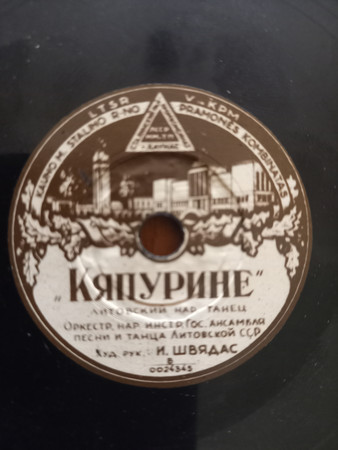 LTSR V-KPM
KAUNO M. STALINO R-NO PRAMONĖS KOMBINATAS
КАУНАС
„КЯПУРИНЕ"
ЛИТОВСКИЙ НАР. ТАНЕЦ
ОРКЕСТР. НАР. ИНСТР. ГОС. АНСАМБЛЯ
ПЕСНИ И ТАНЦА ЛИТОВСКОЙ ССР
ХУД. РУК.: И. ШВЯДАС
В
0024345